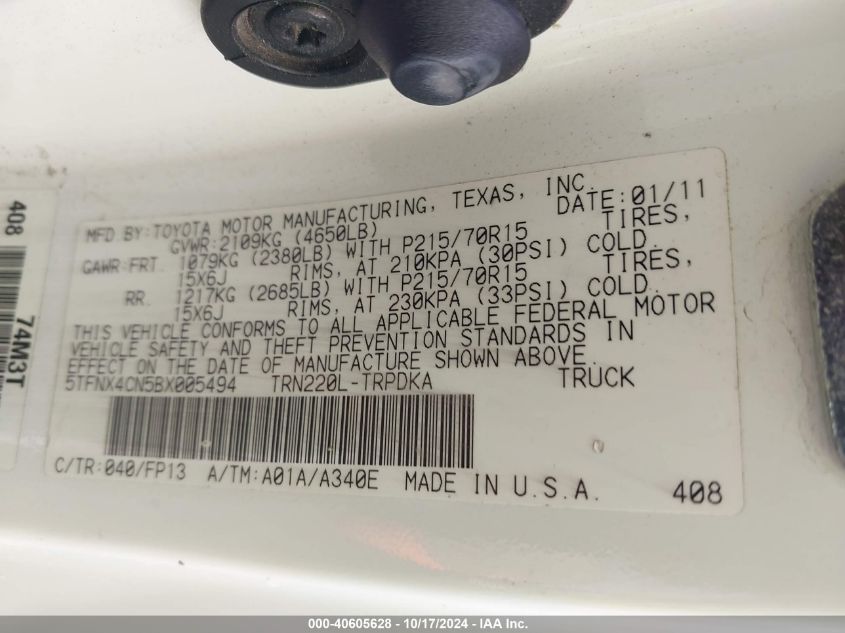 MFD.BY:TOYOTA MOTOR MANUFACTURING, TEXAS, INC.
GVWR:2109KG (4650LB) DATE:01/11
GAWR:FRT. 1079KG (2380LB) WITH P215/70R15 TIRES,
15X6J RIMS, AT 210KPA (30PSI) COLD.
RR. 1217KG (2685LB) WITH P215/70R15 TIRES,
15X6J RIMS, AT 230KPA (33PSI) COLD.
THIS VEHICLE CONFORMS TO ALL APPLICABLE FEDERAL MOTOR
VEHICLE SAFETY AND THEFT PREVENTION STANDARDS IN
EFFECT ON THE DATE OF MANUFACTURE SHOWN ABOVE.
5TFNX4CN5BX005494 TRN220L-TRPDKA TRUCK
C/TR:040/FP13 A/TM:A01A/A340E MADE IN U.S.A. 408
408
74M3T
000-40605628 - 10/17/2024 - IAA Inc.